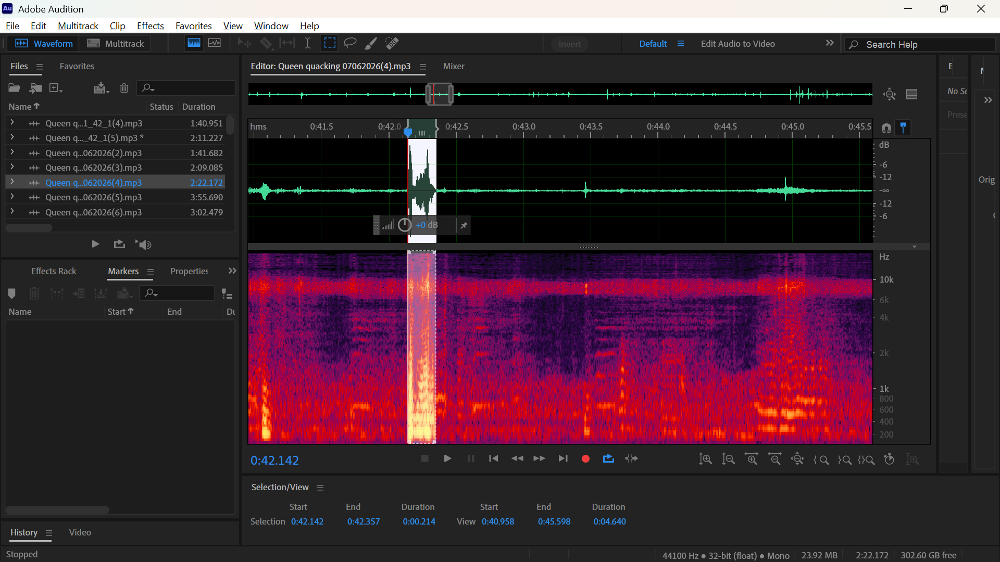 Au Adobe Audition
File Edit Multitrack Clip Effects Favorites View Window Help
Waveform Multitrack Invert Default Edit Audio to Video Search Help
Files Favorites
Editor: Queen quacking 07062026(4).mp3 Mixer
Name Status Duration
Queen q...1_42_1(4).mp3 1:40.951
Queen q..._42_1(5).mp3 * 2:11.227
Queen q...062026(2).mp3 1:41.682
Queen q...062026(3).mp3 2:09.085
Queen q...062026(4).mp3 2:22.172
Queen q...062026(5).mp3 3:55.690
Queen q...062026(6).mp3 3:02.479
hms 0:41.5 0:42.0 0:42.5 0:43.0 0:43.5 0:44.0 0:44.5 0:45.0 0:45.5
dB
-6
-12
-∞
-12
-6
+0 dB
Hz
10k
6k
4k
2k
1k
800
600
400
200
No Se
Prese
Orig
Effects Rack Markers Properties
Name Start End Du
0:42.142
Selection/View
Start End Duration Start End Duration
Selection 0:42.142 0:42.357 0:00.214 View 0:40.958 0:45.598 0:04.640
History Video
Stopped
44100 Hz ● 32-bit (float) ● Mono 23.92 MB 2:22.172 302.60 GB free